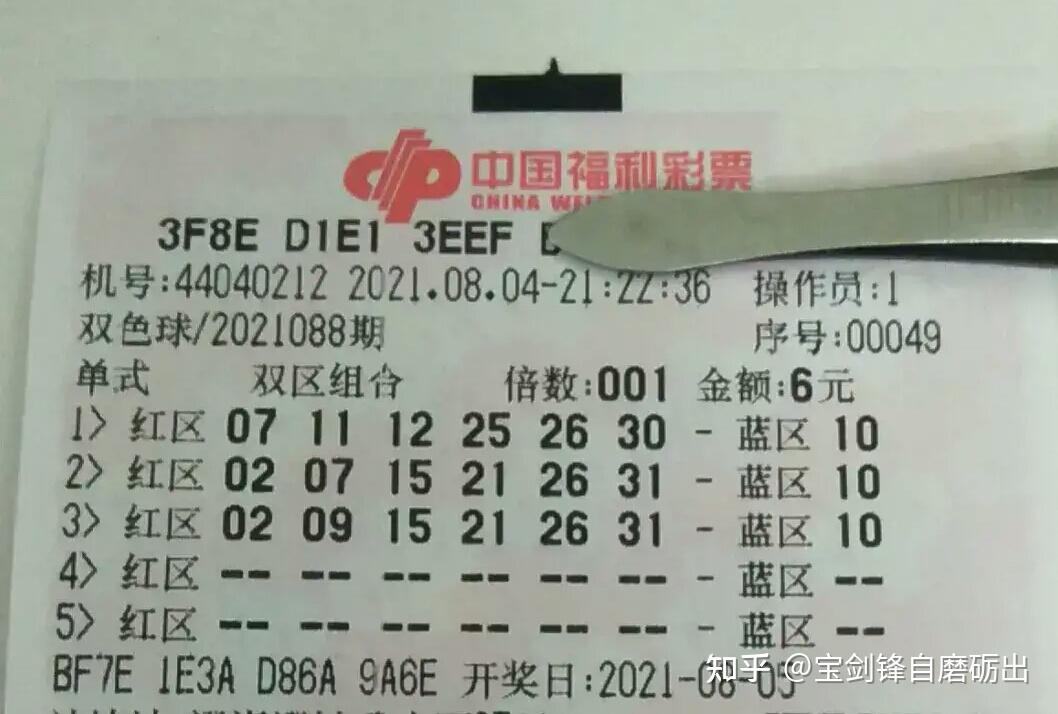 中国福利彩票
CHINA WEL
3F8E D1E1 3EEF
机号:44040212 2021.08.04-21:22:36 操作员:1
双色球/2021088期 序号:00049
单式 双区组合 倍数:001 金额:6元
1> 红区 07 11 12 25 26 30 - 蓝区 10
2> 红区 02 07 15 21 26 31 - 蓝区 10
3> 红区 02 09 15 21 26 31 - 蓝区 10
4> 红区 -- -- -- -- -- -- - 蓝区 --
5> 红区 -- -- -- -- -- -- - 蓝区 --
BF7E 1E3A D86A 9A6E 开奖日:2021-08-05
知乎 @宝剑锋自磨砺出